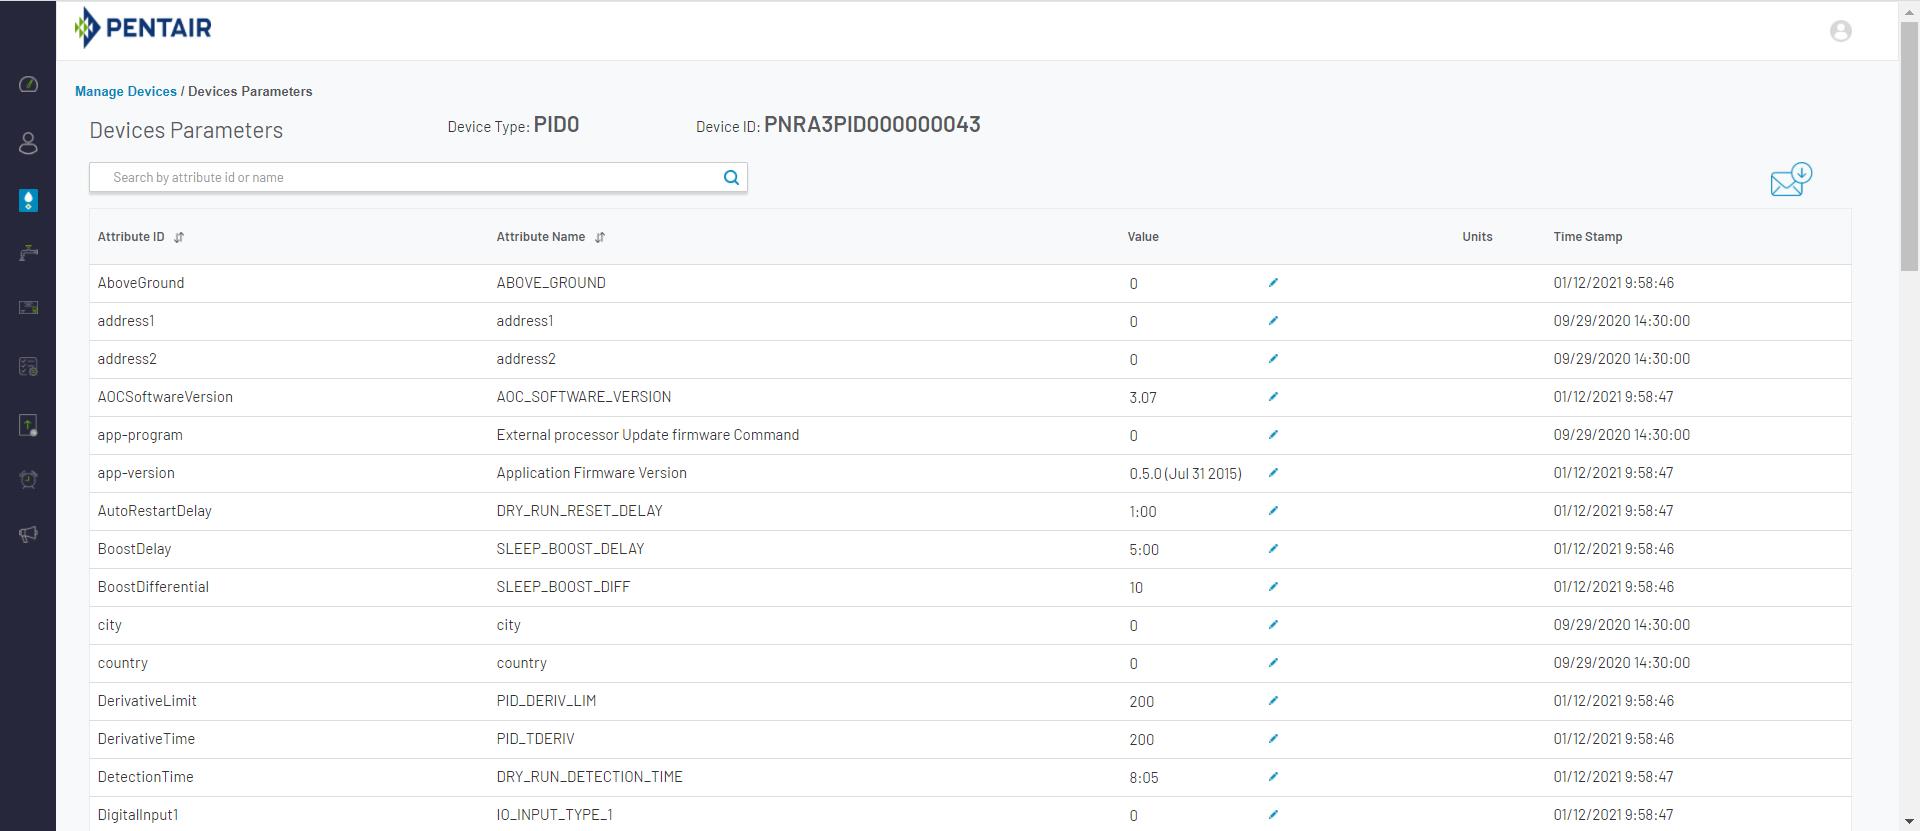 PENTAIR
Manage Devices / Devices Parameters
Devices Parameters Device Type: PID0 Device ID: PNRA3PID000000043
Search by attribute id or name
Attribute ID Attribute Name Value Units Time Stamp
AboveGround ABOVE_GROUND 0 01/12/2021 9:58:46
address1 address1 0 09/29/2020 14:30:00
address2 address2 0 09/29/2020 14:30:00
AOCSoftwareVersion AOC_SOFTWARE_VERSION 3.07 01/12/2021 9:58:47
app-program External processor Update firmware Command 0 09/29/2020 14:30:00
app-version Application Firmware Version 0.5.0 (Jul 31 2015) 01/12/2021 9:58:47
AutoRestartDelay DRY_RUN_RESET_DELAY 1:00 01/12/2021 9:58:47
BoostDelay SLEEP_BOOST_DELAY 5:00 01/12/2021 9:58:46
BoostDifferential SLEEP_BOOST_DIFF 10 01/12/2021 9:58:46
city city 0 09/29/2020 14:30:00
country country 0 09/29/2020 14:30:00
DerivativeLimit PID_DERIV_LIM 200 01/12/2021 9:58:46
DerivativeTime PID_TDERIV 200 01/12/2021 9:58:46
DetectionTime DRY_RUN_DETECTION_TIME 8:05 01/12/2021 9:58:47
DigitalInput1 IO_INPUT_TYPE_1 0 01/12/2021 9:58:47